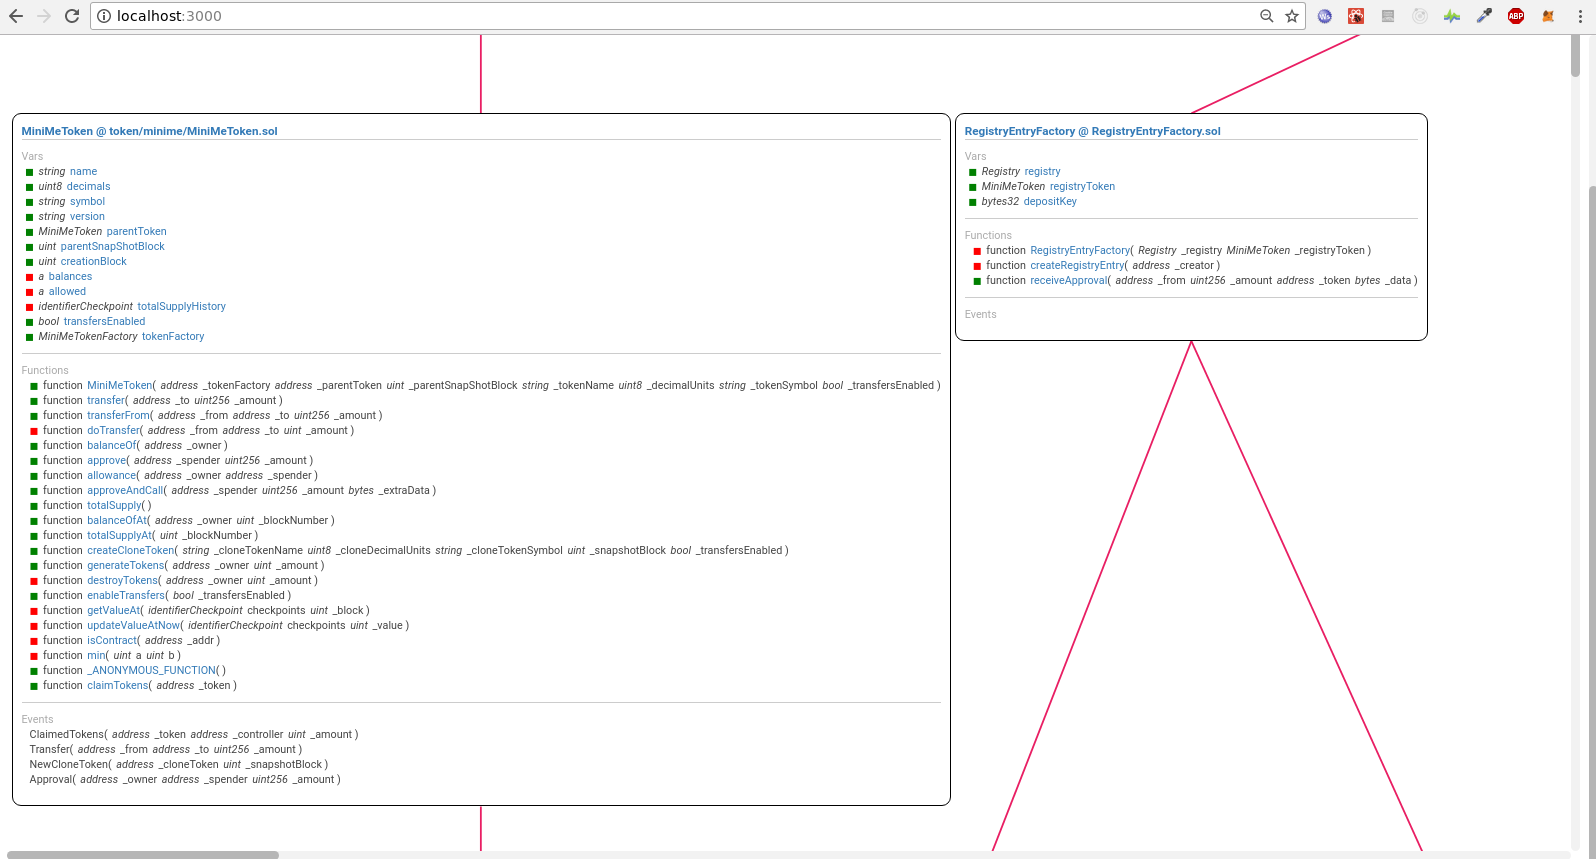 localhost:3000
Ws
ABP
MiniMeToken @ token/minime/MiniMeToken.sol
Vars
string name
uint8 decimals
string symbol
string version
MiniMeToken parentToken
uint parentSnapShotBlock
uint creationBlock
a balances
a allowed
identifierCheckpoint totalSupplyHistory
bool transfersEnabled
MiniMeTokenFactory tokenFactory
Functions
function MiniMeToken( address _tokenFactory address _parentToken uint _parentSnapShotBlock string _tokenName uint8 _decimalUnits string _tokenSymbol bool _transfersEnabled )
function transfer( address _to uint256 _amount )
function transferFrom( address _from address _to uint256 _amount )
function doTransfer( address _from address _to uint _amount )
function balanceOf( address _owner )
function approve( address _spender uint256 _amount )
function allowance( address _owner address _spender )
function approveAndCall( address _spender uint256 _amount bytes _extraData )
function totalSupply( )
function balanceOfAt( address _owner uint _blockNumber )
function totalSupplyAt( uint _blockNumber )
function createCloneToken( string _cloneTokenName uint8 _cloneDecimalUnits string _cloneTokenSymbol uint _snapshotBlock bool _transfersEnabled )
function generateTokens( address _owner uint _amount )
function destroyTokens( address _owner uint _amount )
function enableTransfers( bool _transfersEnabled )
function getValueAt( identifierCheckpoint checkpoints uint _block )
function updateValueAtNow( identifierCheckpoint checkpoints uint _value )
function isContract( address _addr )
function min( uint a uint b )
function _ANONYMOUS_FUNCTION( )
function claimTokens( address _token )
Events
ClaimedTokens( address _token address _controller uint _amount )
Transfer( address _from address _to uint256 _amount )
NewCloneToken( address _cloneToken uint _snapshotBlock )
Approval( address _owner address _spender uint256 _amount )
RegistryEntryFactory @ RegistryEntryFactory.sol
Vars
Registry registry
MiniMeToken registryToken
bytes32 depositKey
Functions
function RegistryEntryFactory( Registry _registry MiniMeToken _registryToken )
function createRegistryEntry( address _creator )
function receiveApproval( address _from uint256 _amount address _token bytes _data )
Events